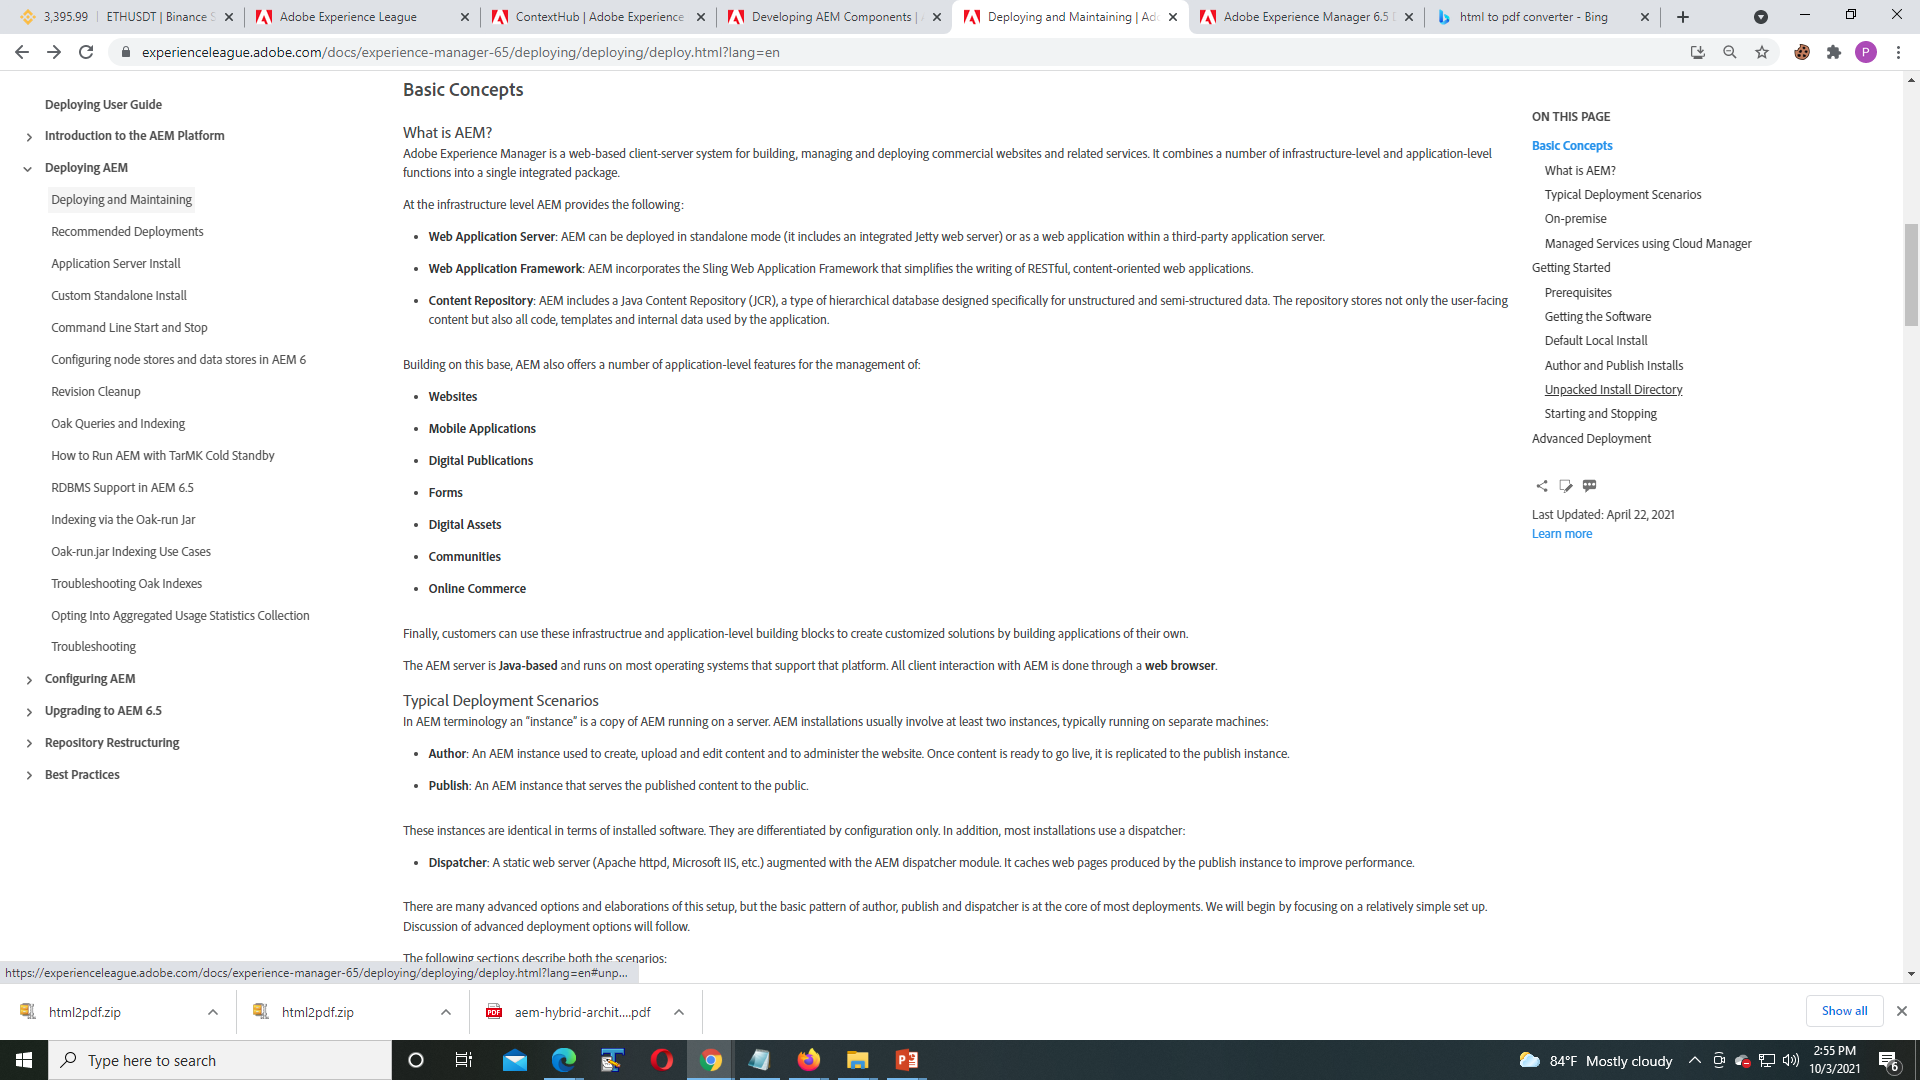 3,395.99 ETHUSDT | Binance S
Adobe Experience League
ContextHub | Adobe Experience
Developing AEM Components |
Deploying and Maintaining | Ado
Adobe Experience Manager 6.5 D
html to pdf converter - Bing
experienceleague.adobe.com/docs/experience-manager-65/deploying/deploying/deploy.html?lang=en
P
Deploying User Guide
Introduction to the AEM Platform
Deploying AEM
Deploying and Maintaining
Recommended Deployments
Application Server Install
Custom Standalone Install
Command Line Start and Stop
Configuring node stores and data stores in AEM 6
Revision Cleanup
Oak Queries and Indexing
How to Run AEM with TarMK Cold Standby
RDBMS Support in AEM 6.5
Indexing via the Oak-run Jar
Oak-run.jar Indexing Use Cases
Troubleshooting Oak Indexes
Opting Into Aggregated Usage Statistics Collection
Troubleshooting
Configuring AEM
Upgrading to AEM 6.5
Repository Restructuring
Best Practices
Basic Concepts
What is AEM?
Adobe Experience Manager is a web-based client-server system for building, managing and deploying commercial websites and related services. It combines a number of infrastructure-level and application-level
functions into a single integrated package.
At the infrastructure level AEM provides the following:
• Web Application Server: AEM can be deployed in standalone mode (it includes an integrated Jetty web server) or as a web application within a third-party application server.
• Web Application Framework: AEM incorporates the Sling Web Application Framework that simplifies the writing of RESTful, content-oriented web applications.
• Content Repository: AEM includes a Java Content Repository (JCR), a type of hierarchical database designed specifically for unstructured and semi-structured data. The repository stores not only the user-facing
content but also all code, templates and internal data used by the application.
Building on this base, AEM also offers a number of application-level features for the management of:
• Websites
• Mobile Applications
• Digital Publications
• Forms
• Digital Assets
• Communities
• Online Commerce
Finally, customers can use these infrastructrue and application-level building blocks to create customized solutions by building applications of their own.
The AEM server is Java-based and runs on most operating systems that support that platform. All client interaction with AEM is done through a web browser.
Typical Deployment Scenarios
In AEM terminology an “instance” is a copy of AEM running on a server. AEM installations usually involve at least two instances, typically running on separate machines:
• Author: An AEM instance used to create, upload and edit content and to administer the website. Once content is ready to go live, it is replicated to the publish instance.
• Publish: An AEM instance that serves the published content to the public.
These instances are identical in terms of installed software. They are differentiated by configuration only. In addition, most installations use a dispatcher:
• Dispatcher: A static web server (Apache httpd, Microsoft IIS, etc.) augmented with the AEM dispatcher module. It caches web pages produced by the publish instance to improve performance.
There are many advanced options and elaborations of this setup, but the basic pattern of author, publish and dispatcher is at the core of most deployments. We will begin by focusing on a relatively simple set up.
Discussion of advanced deployment options will follow.
The following sections describe both the scenarios:
ON THIS PAGE
Basic Concepts
What is AEM?
Typical Deployment Scenarios
On-premise
Managed Services using Cloud Manager
Getting Started
Prerequisites
Getting the Software
Default Local Install
Author and Publish Installs
Unpacked Install Directory
Starting and Stopping
Advanced Deployment
Last Updated: April 22, 2021
Learn more
https://experienceleague.adobe.com/docs/experience-manager-65/deploying/deploying/deploy.html?lang=en#unp...
html2pdf.zip
html2pdf.zip
PDF
aem-hybrid-archit....pdf
Show all
Type here to search
84°F Mostly cloudy
2:55 PM
10/3/2021
6